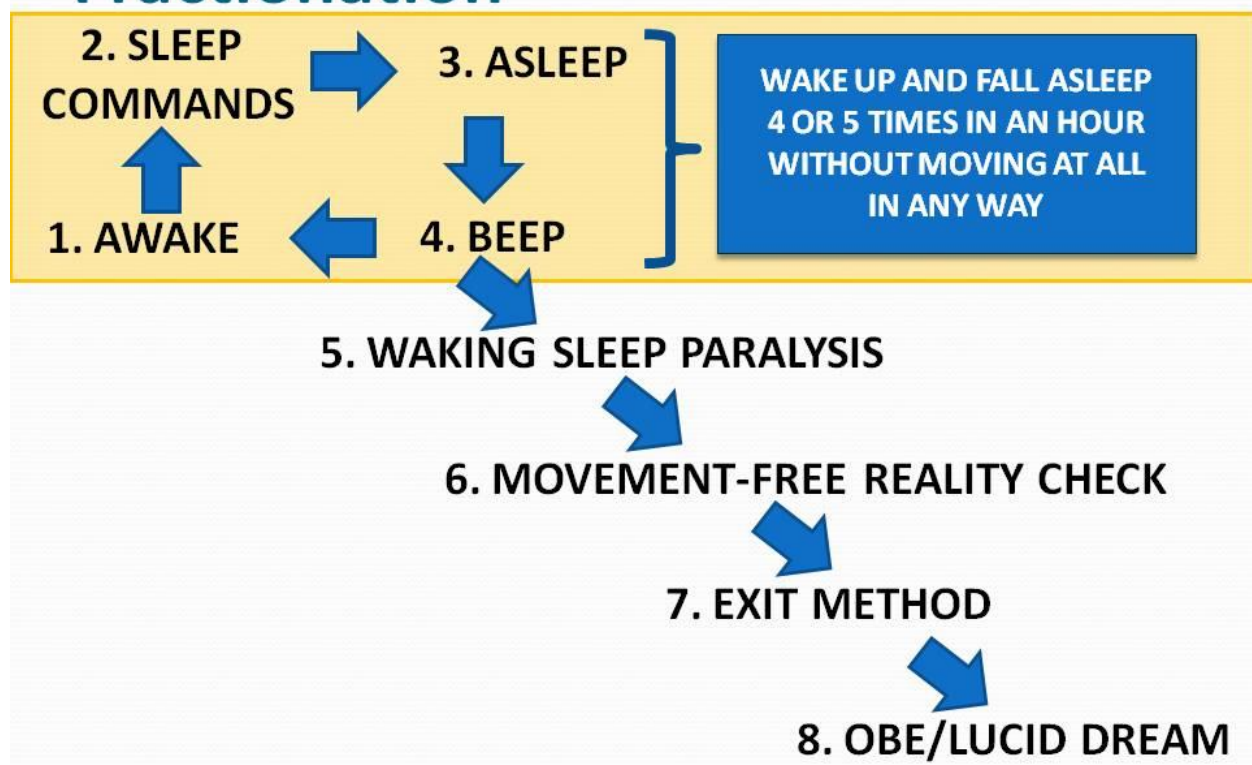 Fractionation
2. SLEEP
COMMANDS
3. ASLEEP
1. AWAKE
4. BEEP
WAKE UP AND FALL ASLEEP
4 OR 5 TIMES IN AN HOUR
WITHOUT MOVING AT ALL
IN ANY WAY
5. WAKING SLEEP PARALYSIS
6. MOVEMENT-FREE REALITY CHECK
7. EXIT METHOD
8. OBE/LUCID DREAM